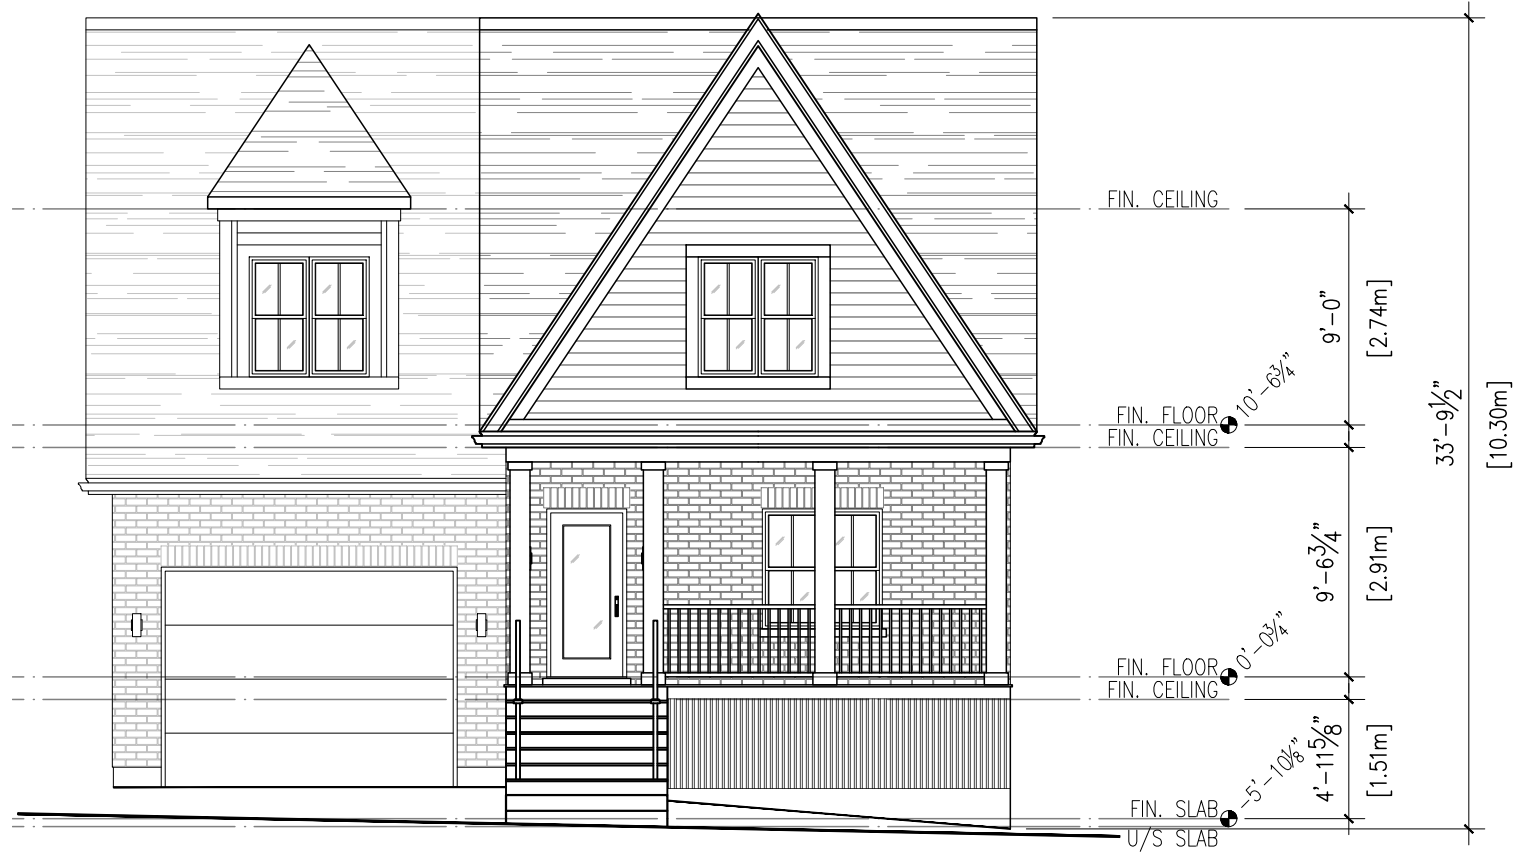 FIN. CEILING
9'-0"
[2.74m]
10'-6¾"
33'-9½"
[10.30m]
FIN. FLOOR
FIN. CEILING
9'-6¾"
[2.91m]
0'-0¾"
FIN. FLOOR
FIN. CEILING
4'-11⅝"
[1.51m]
-5'-10⅛"
FIN. SLAB
U/S SLAB